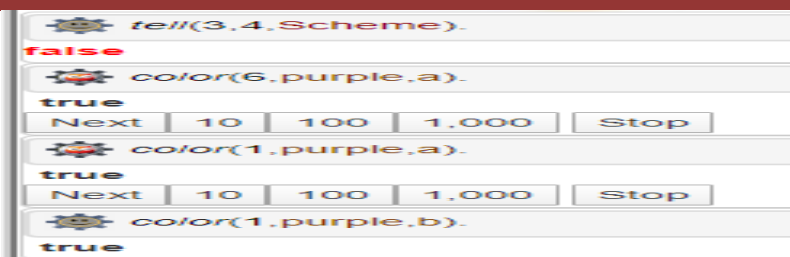 tell(3,4,Scheme).
false
color(6,purple,a).
true
Next 10 100 1,000 Stop
color(1,purple,a).
true
Next 10 100 1,000 Stop
color(1,purple,b).
true